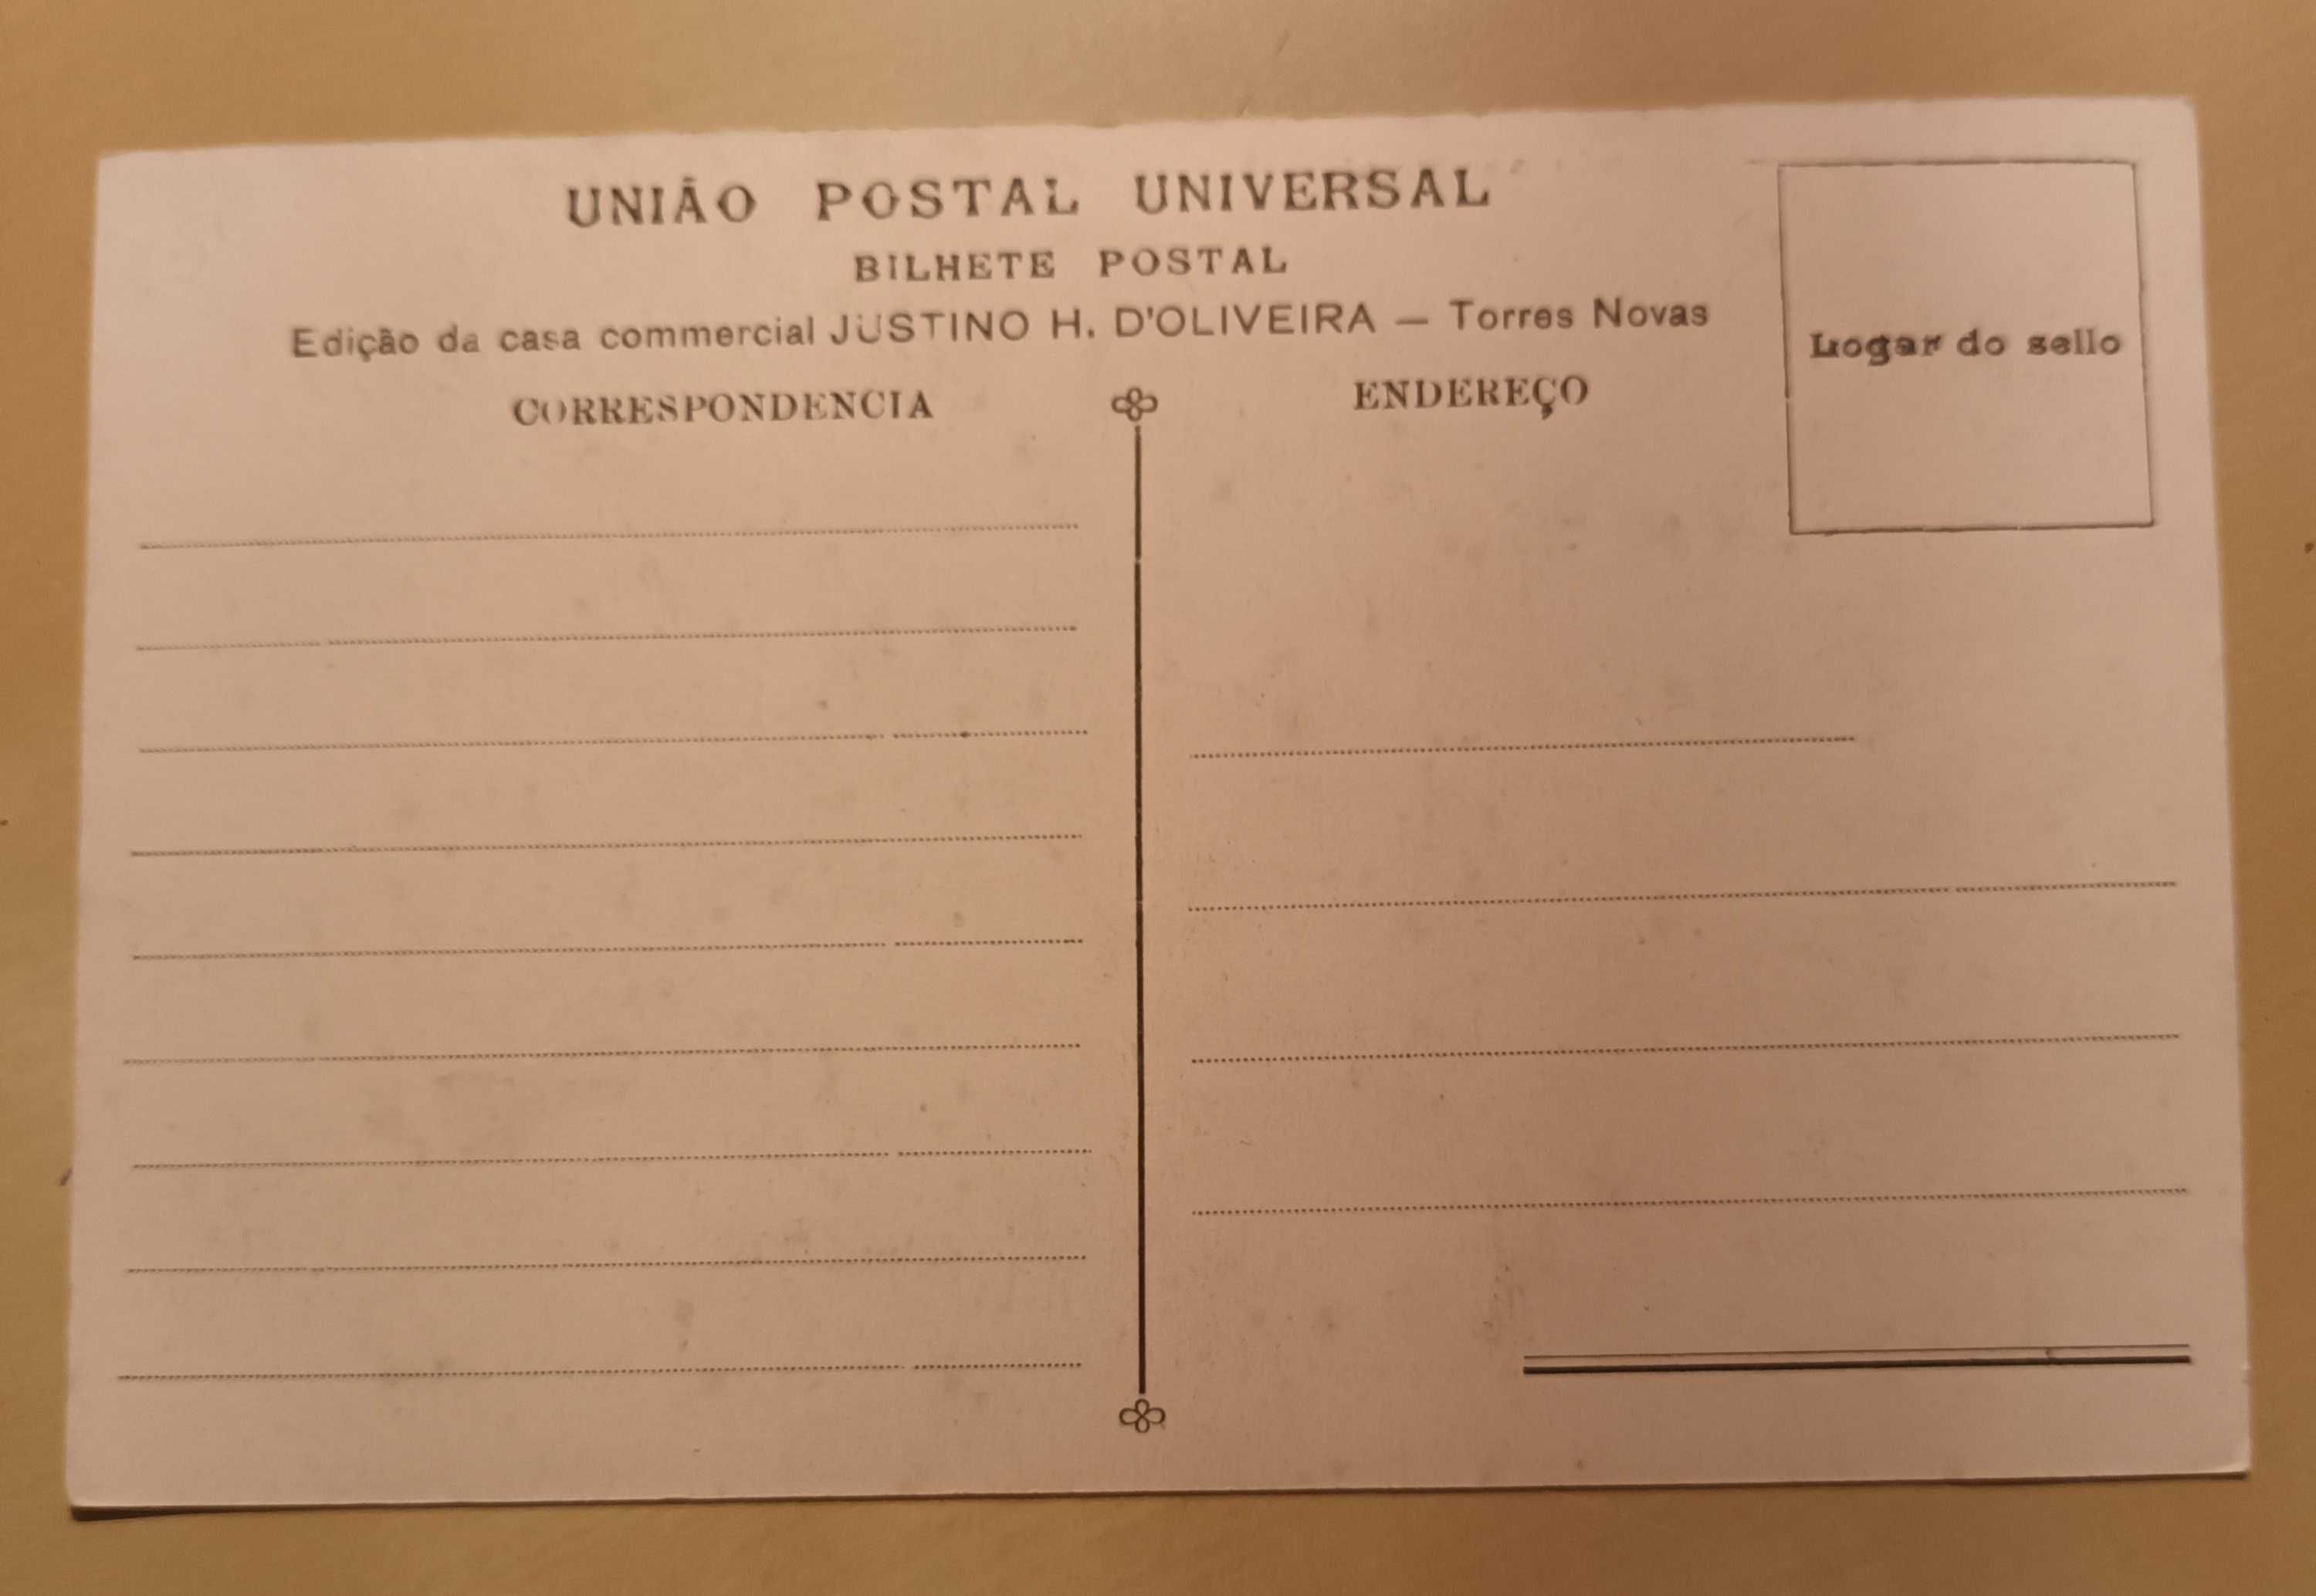 UNIÃO POSTAL UNIVERSAL
BILHETE POSTAL
Edição da casa commercial JUSTINO H. D'OLIVEIRA — Torres Novas
CORRESPONDENCIA
ENDEREÇO
Logar do sello